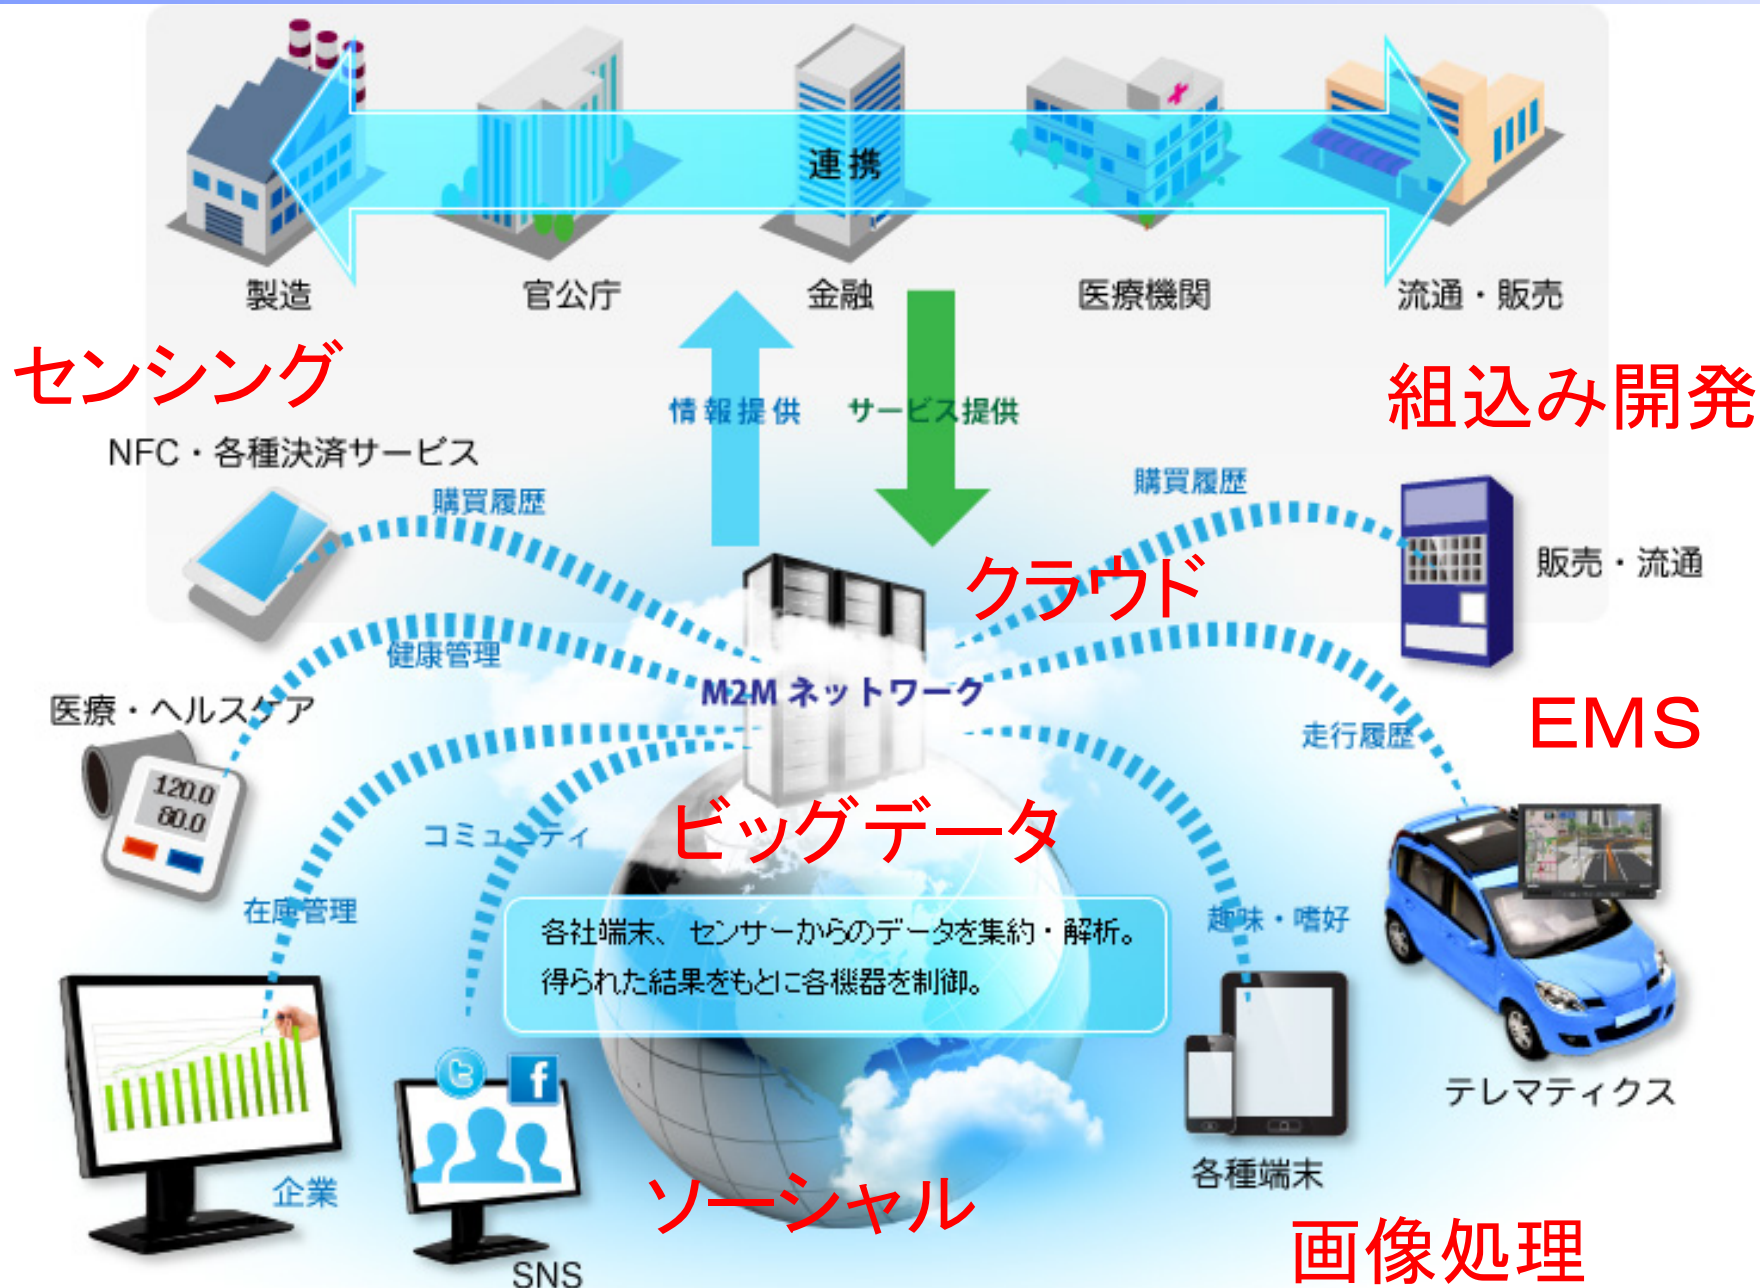 連携
製造
官公庁
金融
医療機関
流通・販売
センシング
組込み開発
情報提供
サービス提供
NFC・各種決済サービス
購買履歴
購買履歴
販売・流通
クラウド
健康管理
M2M ネットワーク
医療・ヘルスケア
EMS
走行履歴
120.0
80.0
ビッグデータ
コミュニティ
在庫管理
趣味・嗜好
各社端末、センサーからのデータを集約・解析。
得られた結果をもとに各機器を制御。
テレマティクス
各種端末
企業
ソーシャル
画像処理
SNS